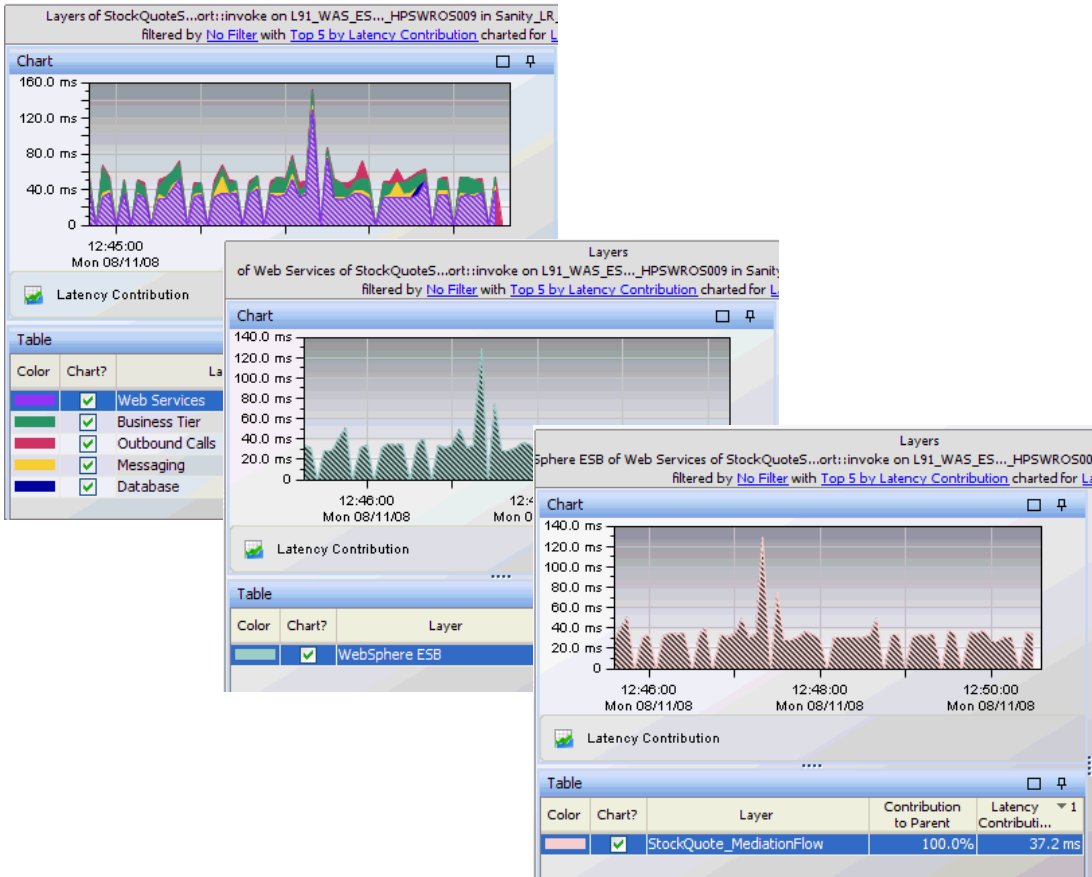 Layers of StockQuoteS...ort::invoke on L91_WAS_ES..._HPSWROS009 in Sanity_LR_
filtered by No Filter with Top 5 by Latency Contribution charted for L
Chart
160.0 ms
120.0 ms
80.0 ms
40.0 ms
0
12:45:00
Mon 08/11/08
Latency Contribution
Table
Color Chart? La
Web Services
Business Tier
Outbound Calls
Messaging
Database
Layers
of Web Services of StockQuoteS...ort::invoke on L91_WAS_ES..._HPSWROS009 in Sanity
filtered by No Filter with Top 5 by Latency Contribution charted for L
Chart
140.0 ms
120.0 ms
100.0 ms
80.0 ms
60.0 ms
40.0 ms
20.0 ms
0
12:46:00 12:4
Mon 08/11/08 Mon 0
Latency Contribution
Table
Color Chart? Layer
WebSphere ESB
Layers
Sphere ESB of Web Services of StockQuoteS...ort::invoke on L91_WAS_ES..._HPSWROS00
filtered by No Filter with Top 5 by Latency Contribution charted for La
Chart
140.0 ms
120.0 ms
100.0 ms
80.0 ms
60.0 ms
40.0 ms
20.0 ms
0
12:46:00 12:48:00 12:50:00
Mon 08/11/08 Mon 08/11/08 Mon 08/11/08
Latency Contribution
Table
Color Chart? Layer Contribution to Parent Latency Contributi... 1
StockQuote_MediationFlow 100.0% 37.2 ms